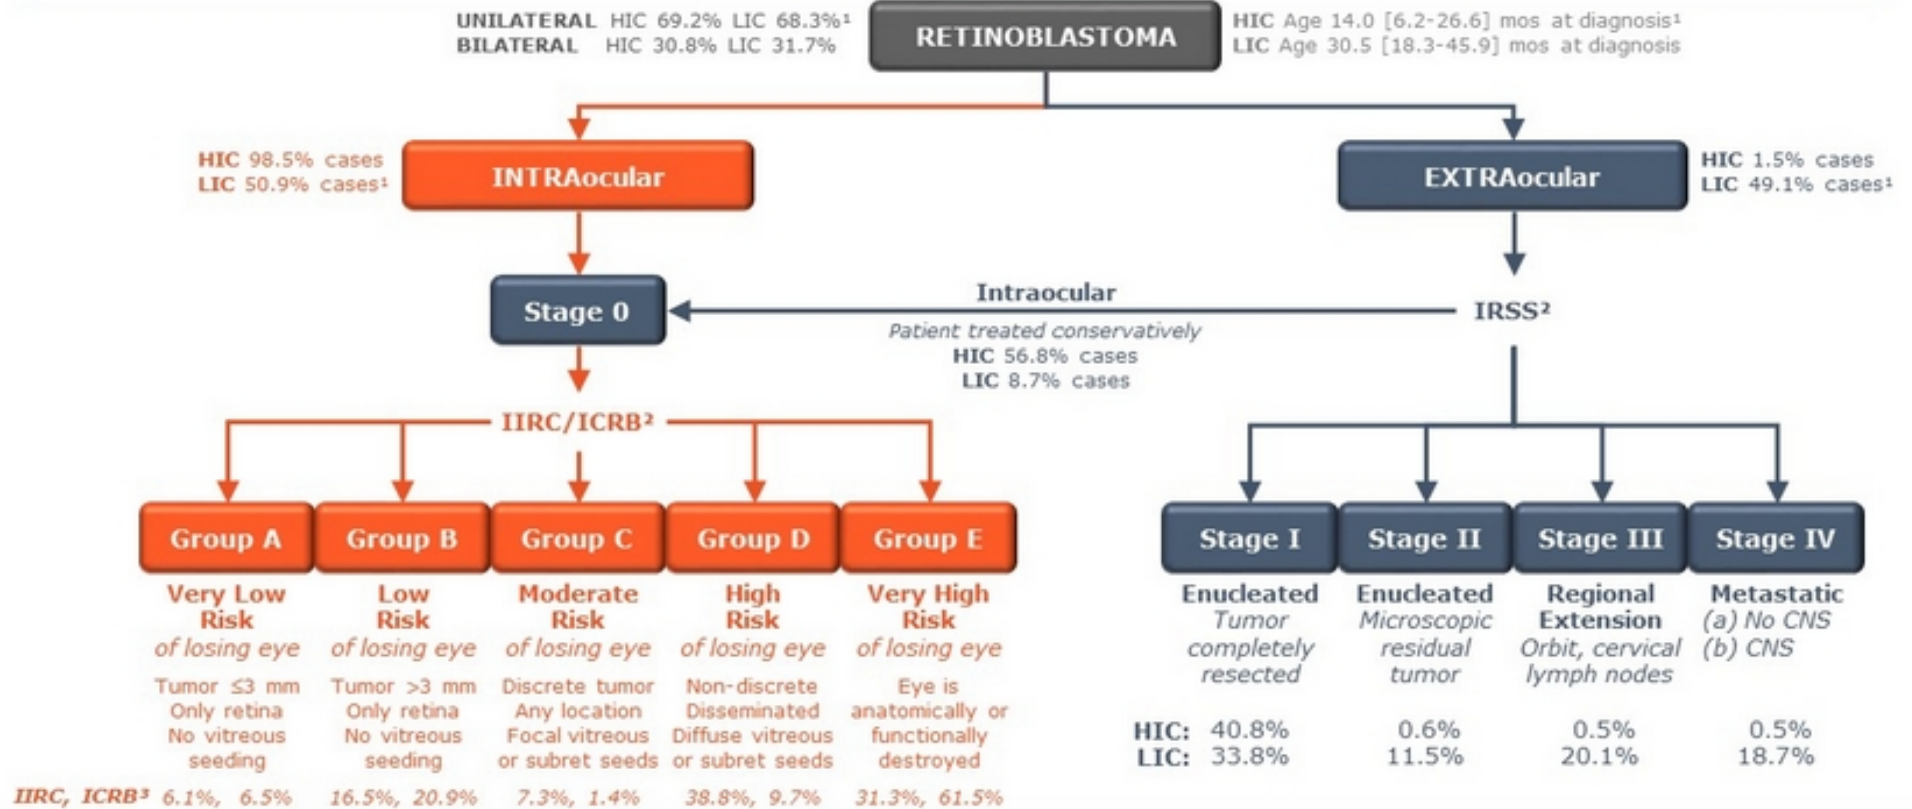 UNILATERAL HIC 69.2% LIC 68.3%¹
BILATERAL HIC 30.8% LIC 31.7%
RETINOBLASTOMA
HIC Age 14.0 [6.2-26.6] mos at diagnosis¹
LIC Age 30.5 [18.3-45.9] mos at diagnosis
HIC 98.5% cases
LIC 50.9% cases¹
INTRAocular
EXTRAocular
HIC 1.5% cases
LIC 49.1% cases¹
Stage 0
Intraocular
Patient treated conservatively
HIC 56.8% cases
LIC 8.7% cases
IRSS²
IIRC/ICRB²
Group A
Very Low
Risk
of losing eye
Tumor ≤3 mm
Only retina
No vitreous
seeding
Group B
Low
Risk
of losing eye
Tumor >3 mm
Only retina
No vitreous
seeding
Group C
Moderate
Risk
of losing eye
Discrete tumor
Any location
Focal vitreous
or subret seeds
Group D
High
Risk
of losing eye
Non-discrete
Disseminated
Diffuse vitreous
or subret seeds
Group E
Very High
Risk
of losing eye
Eye is
anatomically or
functionally
destroyed
IIRC, ICRB³ 6.1%, 6.5% 16.5%, 20.9% 7.3%, 1.4% 38.8%, 9.7% 31.3%, 61.5%
Stage I
Enucleated
Tumor
completely
resected
Stage II
Enucleated
Microscopic
residual
tumor
Stage III
Regional
Extension
Orbit, cervical
lymph nodes
Stage IV
Metastatic
(a) No CNS
(b) CNS
HIC: 40.8% 0.6% 0.5% 0.5%
LIC: 33.8% 11.5% 20.1% 18.7%